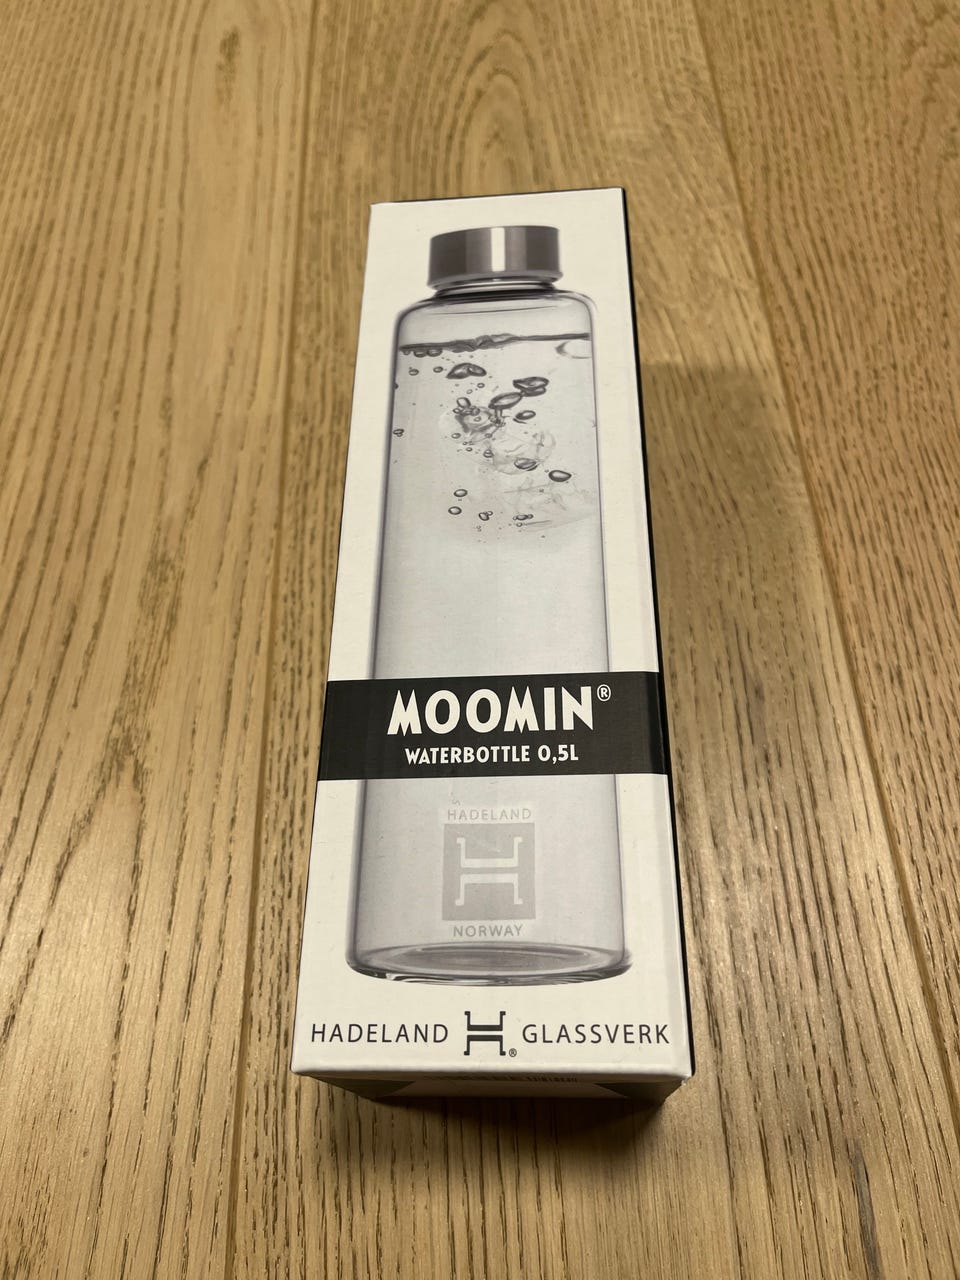 MOOMIN®
WATERBOTTLE 0,5L
HADELAND
NORWAY
HADELAND ® GLASSVERK